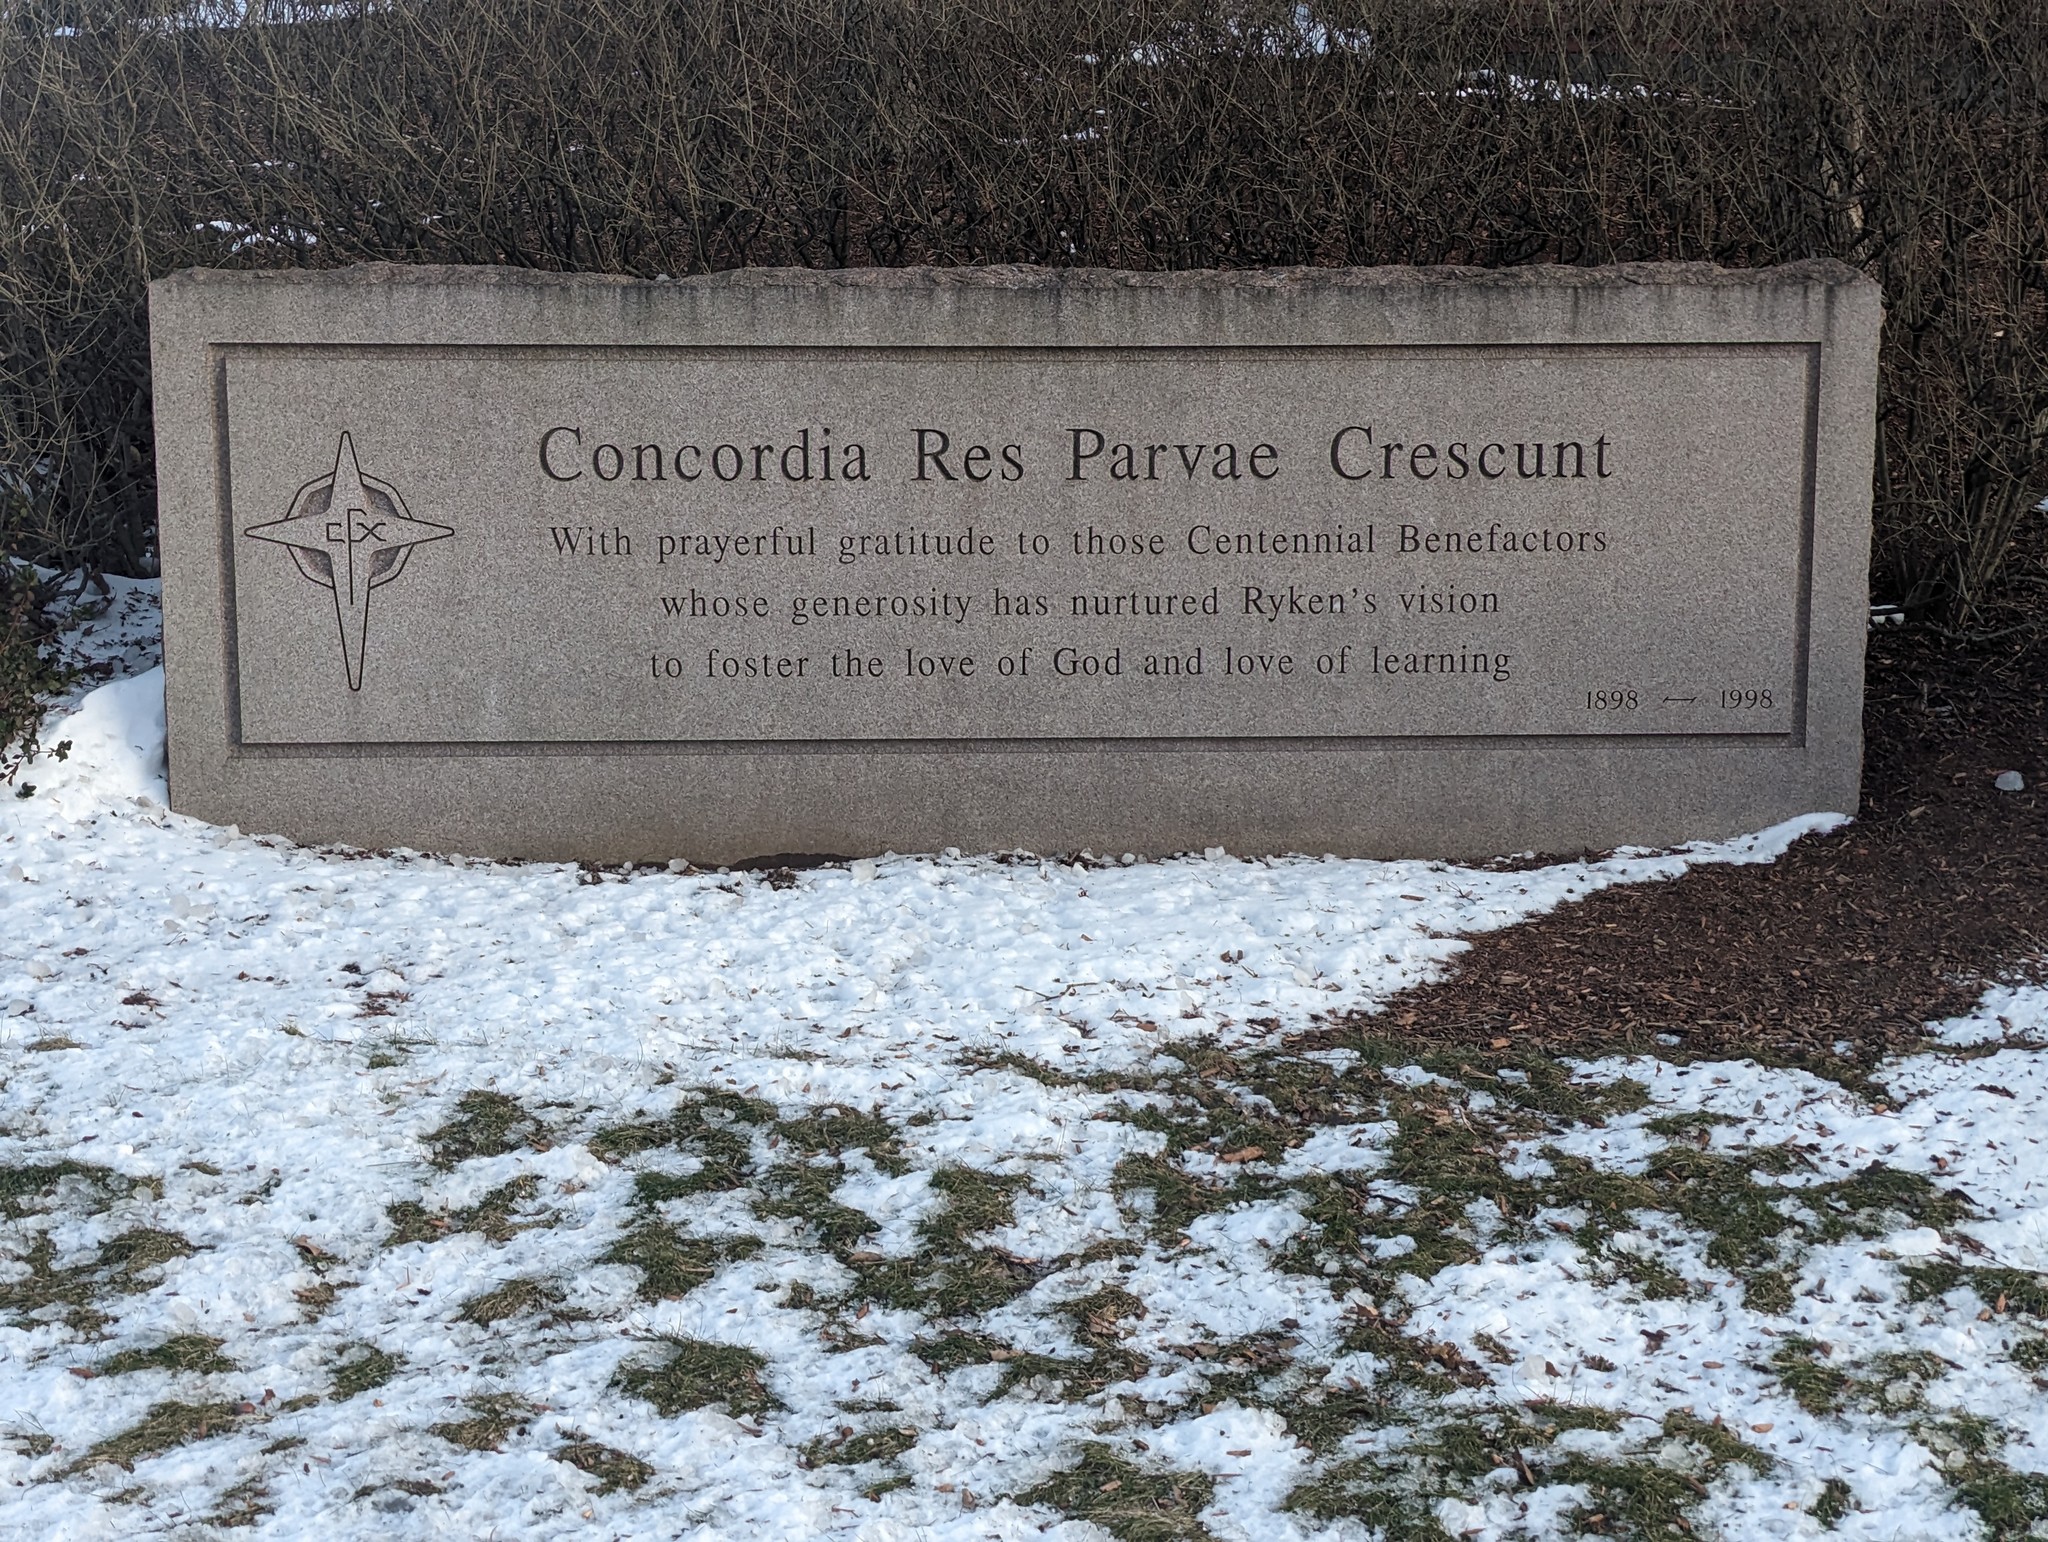 CFX
Concordia Res Parvae Crescunt
With prayerful gratitude to those Centennial Benefactors
whose generosity has nurtured Ryken's vision
to foster the love of God and love of learning
1898 — 1998